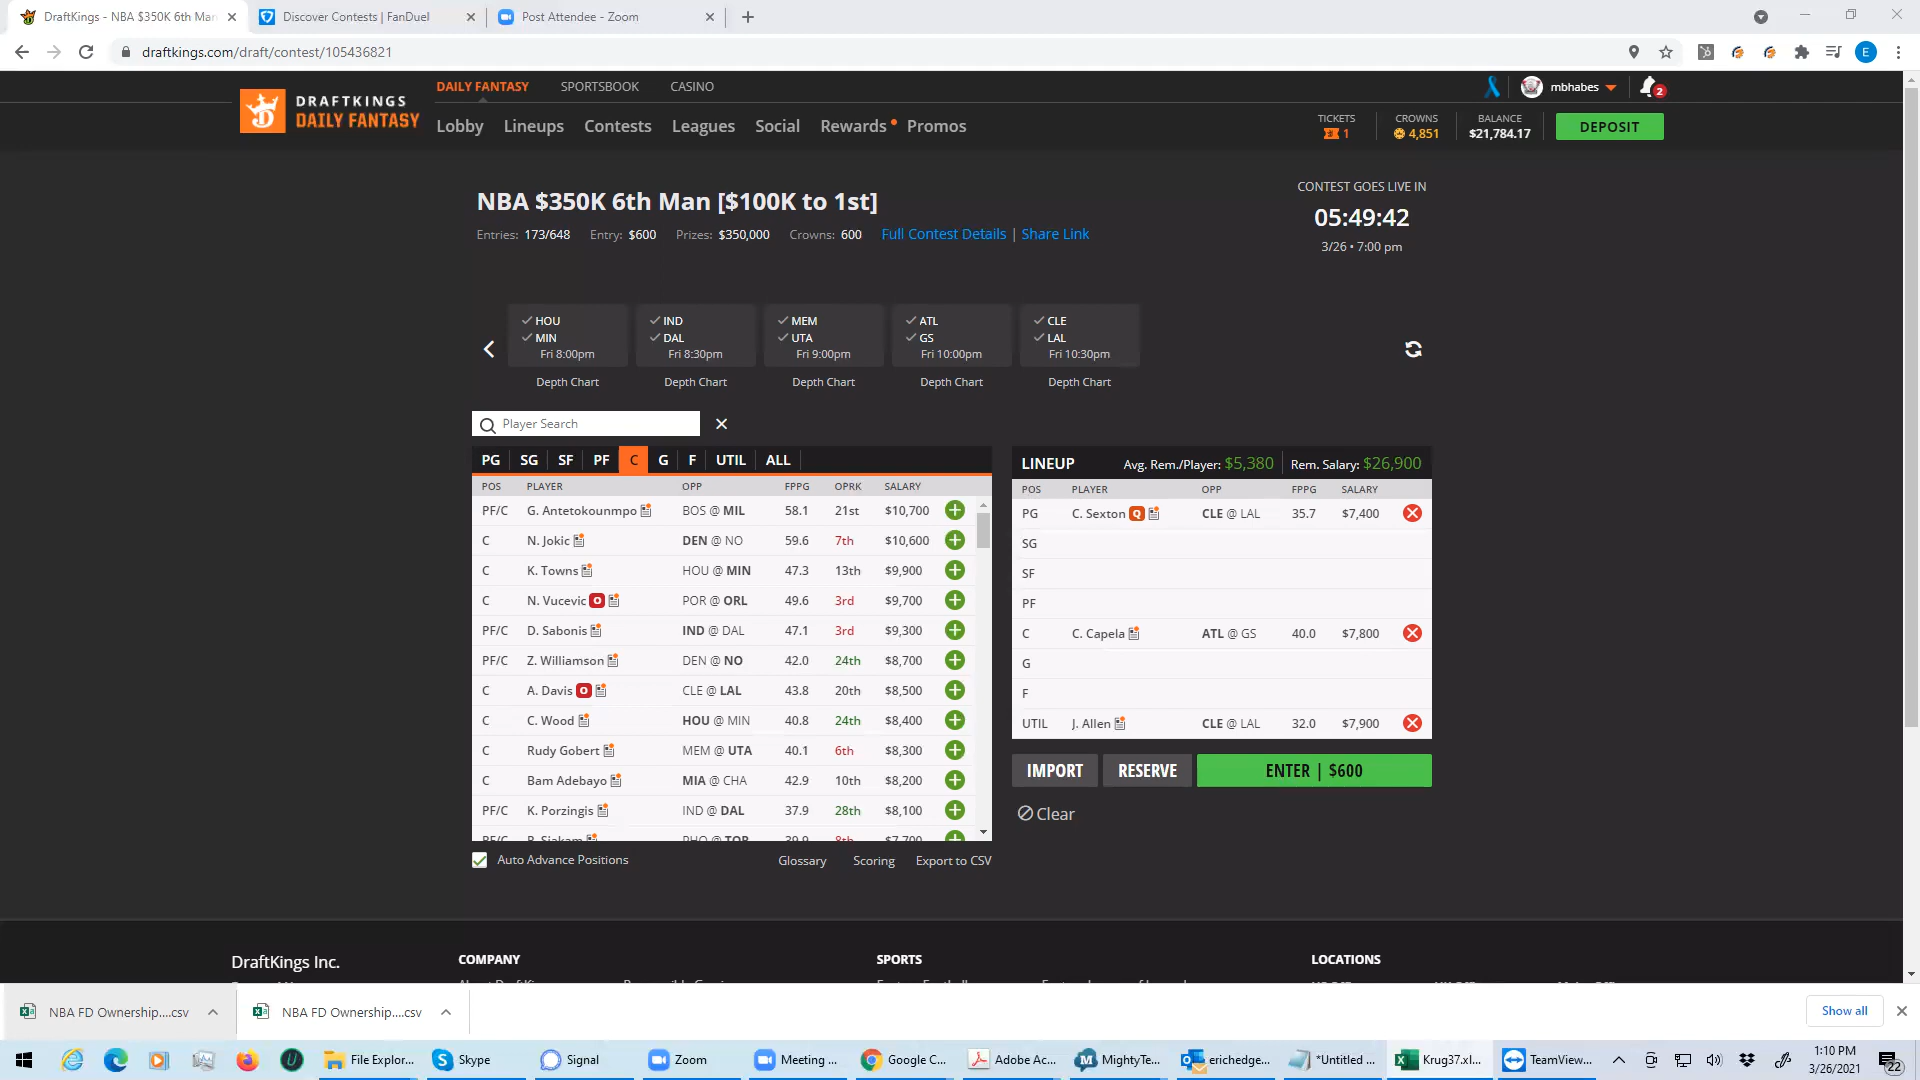 DraftKings - NBA $350K 6th Man
Discover Contests | FanDuel
Post Attendee - Zoom
draftkings.com/draft/contest/105436821
E
DRAFTKINGS
DAILY FANTASY
DAILY FANTASY SPORTSBOOK CASINO
mbhabes
2
Lobby Lineups Contests Leagues Social Rewards Promos
TICKETS
1
CROWNS
4,851
BALANCE
$21,784.17
DEPOSIT
NBA $350K 6th Man [$100K to 1st]
Entries: 173/648 Entry: $600 Prizes: $350,000 Crowns: 600 Full Contest Details | Share Link
CONTEST GOES LIVE IN
05:49:42
3/26 • 7:00 pm
HOU
MIN
Fri 8:00pm
Depth Chart
IND
DAL
Fri 8:30pm
Depth Chart
MEM
UTA
Fri 9:00pm
Depth Chart
ATL
GS
Fri 10:00pm
Depth Chart
CLE
LAL
Fri 10:30pm
Depth Chart
Player Search
PG SG SF PF C G F UTIL ALL
POS PLAYER OPP FPPG OPRK SALARY
PF/C G. Antetokounmpo BOS @ MIL 58.1 21st $10,700
C N. Jokic DEN @ NO 59.6 7th $10,600
C K. Towns HOU @ MIN 47.3 13th $9,900
C N. Vucevic O POR @ ORL 49.6 3rd $9,700
PF/C D. Sabonis IND @ DAL 47.1 3rd $9,300
PF/C Z. Williamson DEN @ NO 42.0 24th $8,700
C A. Davis O CLE @ LAL 43.8 20th $8,500
C C. Wood HOU @ MIN 40.8 24th $8,400
C Rudy Gobert MEM @ UTA 40.1 6th $8,300
C Bam Adebayo MIA @ CHA 42.9 10th $8,200
PF/C K. Porzingis IND @ DAL 37.9 28th $8,100
PF/C P. Siakam PHO @ TOR 39.9 8th $7,700
Auto Advance Positions
Glossary Scoring Export to CSV
LINEUP Avg. Rem./Player: $5,380 Rem. Salary: $26,900
POS PLAYER OPP FPPG SALARY
PG C. Sexton Q CLE @ LAL 35.7 $7,400
SG
SF
PF
C C. Capela ATL @ GS 40.0 $7,800
G
F
UTIL J. Allen CLE @ LAL 32.0 $7,900
IMPORT RESERVE ENTER | $600
Clear
DraftKings Inc.
COMPANY
SPORTS
LOCATIONS
NBA FD Ownership....csv
NBA FD Ownership....csv
Show all
File Explor...
Skype
Signal
Zoom
Meeting ...
Google C...
Adobe Ac...
MightyTe...
erichedge...
*Untitled ...
Krug37.xl...
TeamView...
1:10 PM
3/26/2021
22